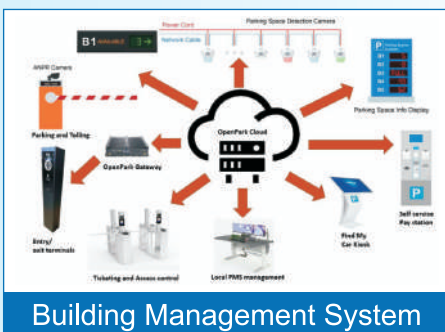 Power Cord
Network Cable
Parking Space Detection Camera
B1 AVAILABLE
ANPR Camera
Parking and Tolling
OpenPark Cloud
Parking Space Info Display
OpenPark Gateway
Entry/
exit terminals
Ticketing and Access control
Local PMS management
Find My
Car Kiosk
Self service
Pay station
Building Management System